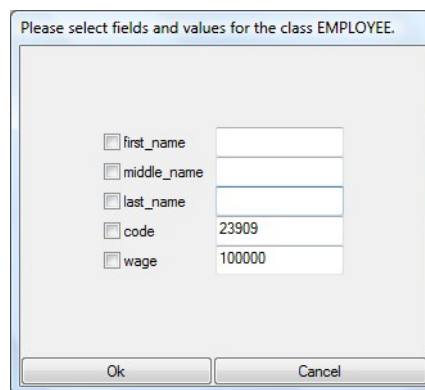 Please select fields and values for the class EMPLOYEE.
first_name
middle_name
last_name
code 23909
wage 100000
Ok Cancel